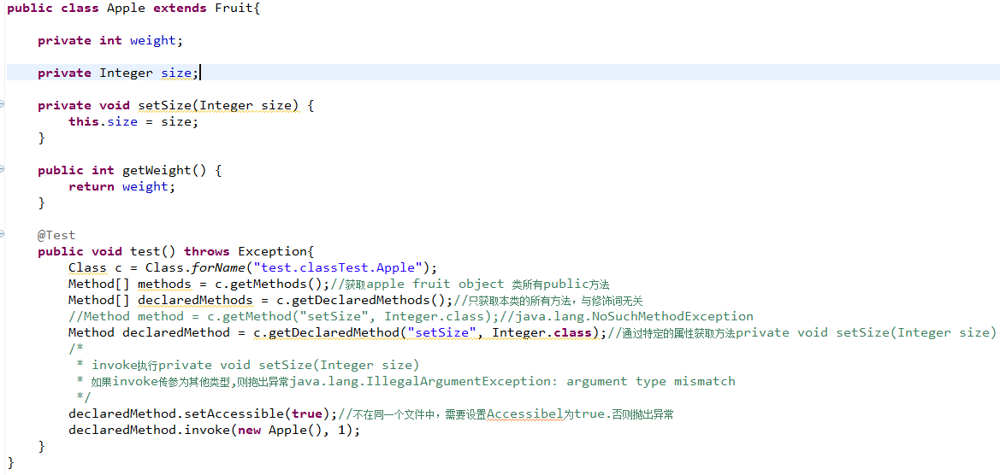 public class Apple extends Fruit{
private int weight;
private Integer size;
private void setSize(Integer size) {
this.size = size;
}
public int getWeight() {
return weight;
}
@Test
public void test() throws Exception{
Class c = Class.forName("test.classTest.Apple");
Method[] methods = c.getMethods();//获取apple fruit object 类所有public方法
Method[] declaredMethods = c.getDeclaredMethods();//只获取本类的所有方法，与修饰词无关
//Method method = c.getMethod("setSize", Integer.class);//java.lang.NoSuchMethodException
Method declaredMethod = c.getDeclaredMethod("setSize", Integer.class);//通过特定的属性获取方法private void setSize(Integer size)
/*
* invoke执行private void setSize(Integer size)
* 如果invoke传参为其他类型,则抱出异常java.lang.IllegalArgumentException: argument type mismatch
*/
declaredMethod.setAccessible(true);//不在同一个文件中，需要设置Accessibel为true.否则抛出异常
declaredMethod.invoke(new Apple(), 1);
}
}